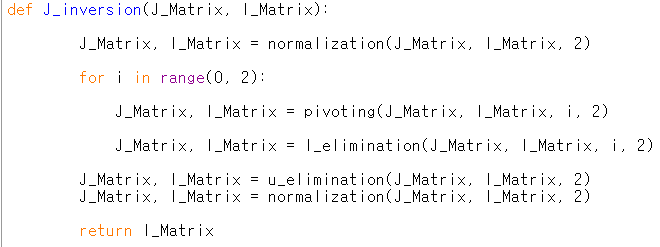 def J_inversion(J_Matrix, I_Matrix):
J_Matrix, I_Matrix = normalization(J_Matrix, I_Matrix, 2)
for i in range(0, 2):
J_Matrix, I_Matrix = pivoting(J_Matrix, I_Matrix, i, 2)
J_Matrix, I_Matrix = l_elimination(J_Matrix, I_Matrix, i, 2)
J_Matrix, I_Matrix = u_elimination(J_Matrix, I_Matrix, 2)
J_Matrix, I_Matrix = normalization(J_Matrix, I_Matrix, 2)
return I_Matrix